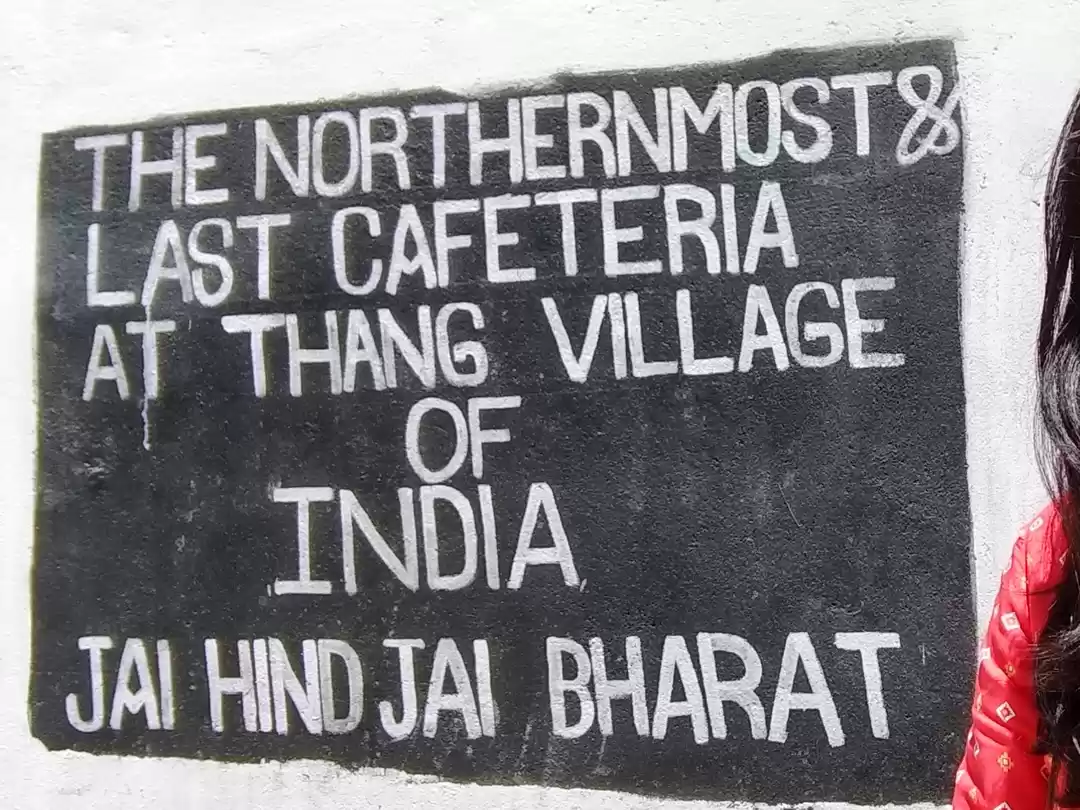 THE NORTHERNMOST &
LAST CAFETERIA
AT THANG VILLAGE
OF
INDIA
JAI HIND JAI BHARAT